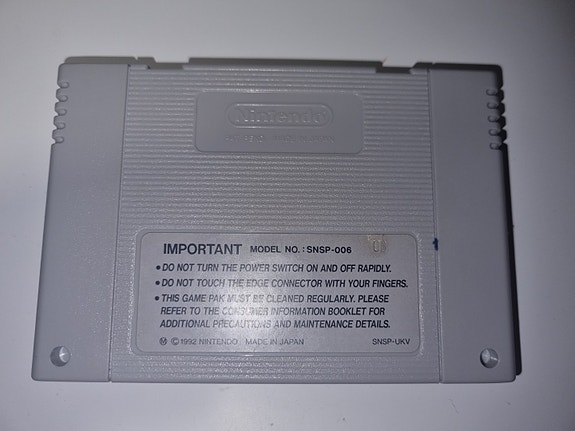 Nintendo
IMPORTANT MODEL NO.: SNSP-006
• DO NOT TURN THE POWER SWITCH ON AND OFF RAPIDLY.
• DO NOT TOUCH THE EDGE CONNECTOR WITH YOUR FINGERS.
• THIS GAME PAK MUST BE CLEANED REGULARLY. PLEASE
REFER TO THE CONSUMER INFORMATION BOOKLET FOR
ADDITIONAL PRECAUTIONS AND MAINTENANCE DETAILS.
Ⓜ © 1992 NINTENDO MADE IN JAPAN SNSP-UKV